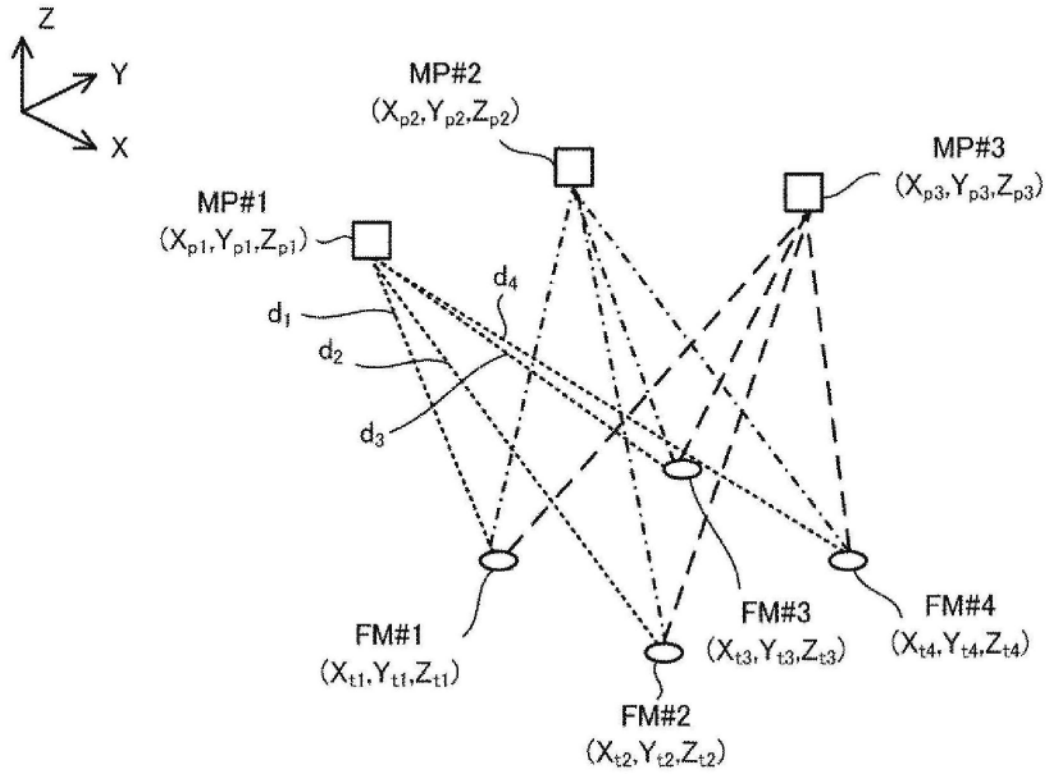 Z
Y
X
MP#2
(Xp2,Yp2,Zp2)
MP#3
(Xp3,Yp3,Zp3)
MP#1
(Xp1,Yp1,Zp1)
d4
d1
d2
d3
FM#1
(Xt1,Yt1,Zt1)
FM#3
(Xt3,Yt3,Zt3)
FM#4
(Xt4,Yt4,Zt4)
FM#2
(Xt2,Yt2,Zt2)